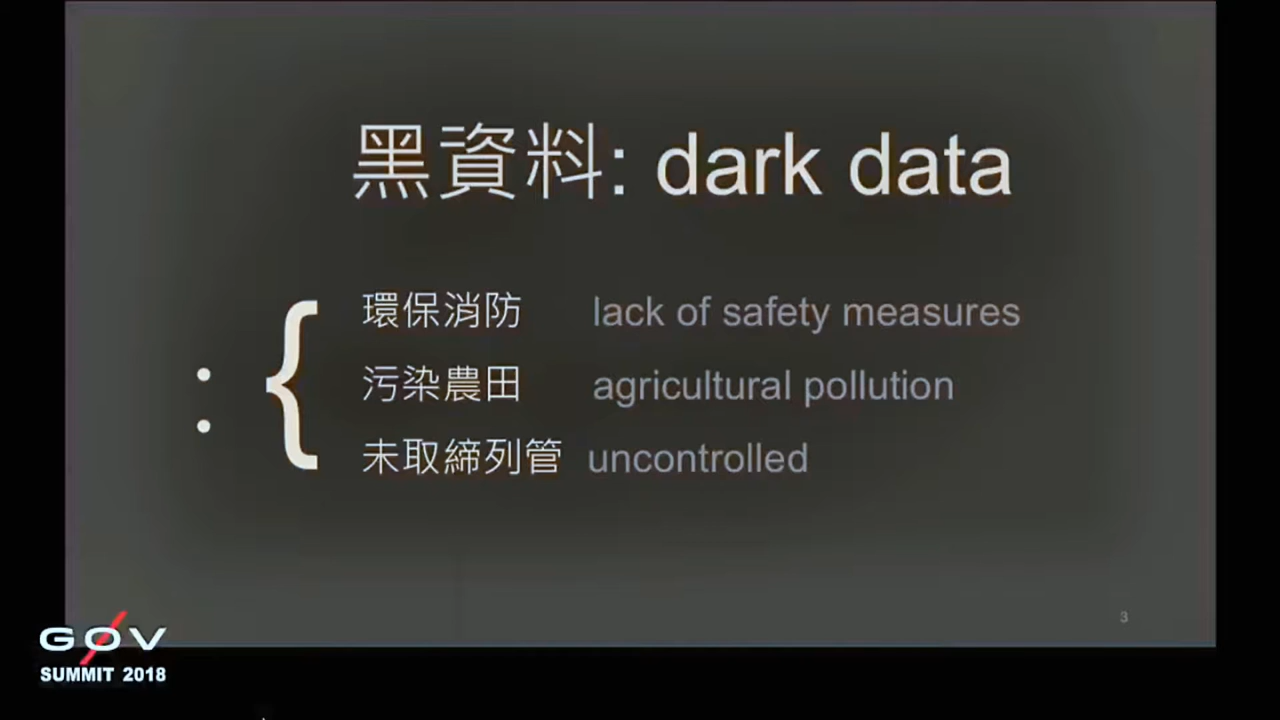 黑資料: dark data
: {
環保消防 lack of safety measures
污染農田 agricultural pollution
未取締列管 uncontrolled
3
G0V
SUMMIT 2018